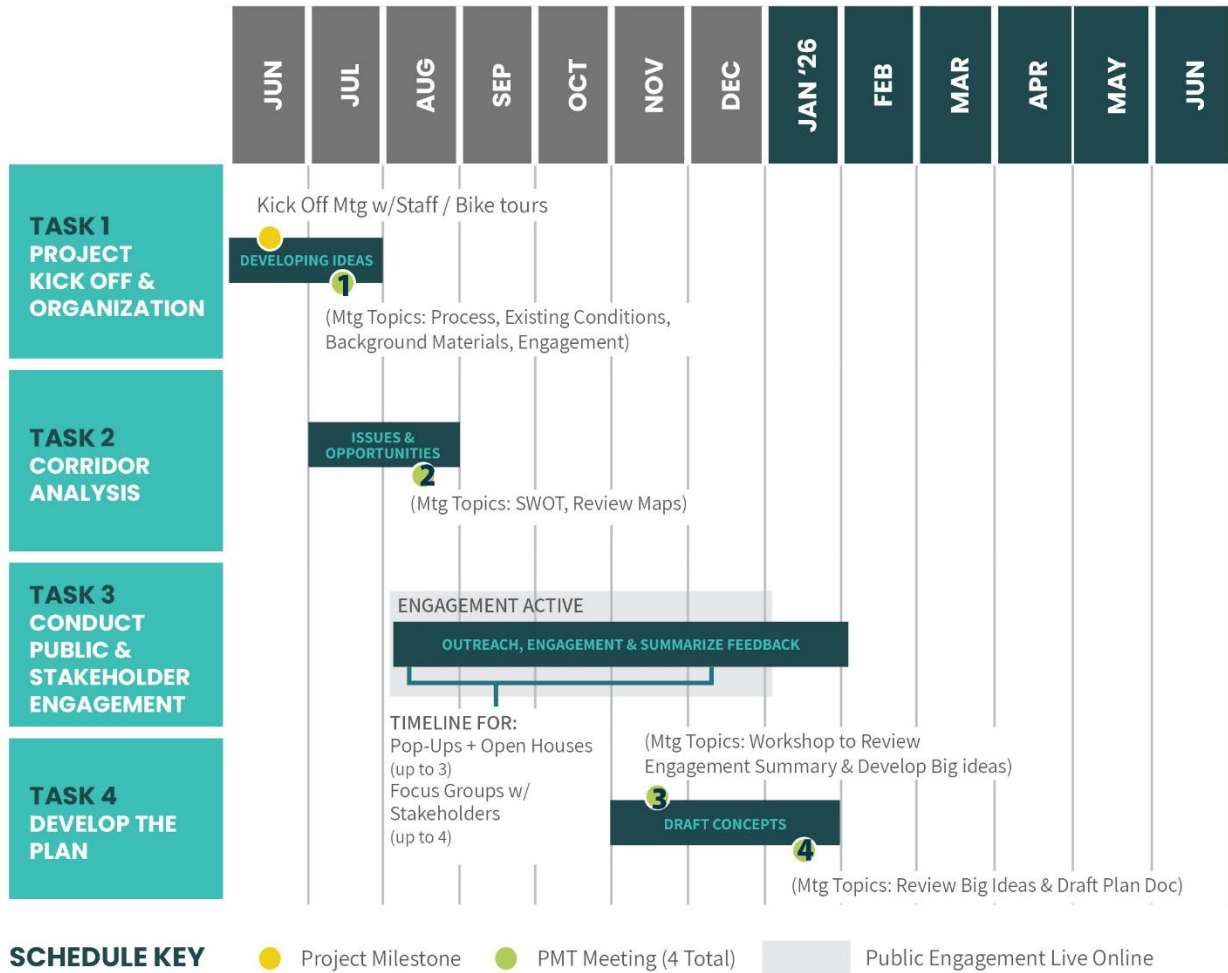 JUN
JUL
AUG
SEP
OCT
NOV
DEC
JAN '26
FEB
MAR
APR
MAY
JUN
TASK 1
PROJECT
KICK OFF &
ORGANIZATION
Kick Off Mtg w/Staff / Bike tours
DEVELOPING IDEAS
1
(Mtg Topics: Process, Existing Conditions,
Background Materials, Engagement)
TASK 2
CORRIDOR
ANALYSIS
ISSUES &
OPPORTUNITIES
2
(Mtg Topics: SWOT, Review Maps)
TASK 3
CONDUCT
PUBLIC &
STAKEHOLDER
ENGAGEMENT
ENGAGEMENT ACTIVE
OUTREACH, ENGAGEMENT & SUMMARIZE FEEDBACK
TIMELINE FOR:
Pop-Ups + Open Houses
(up to 3)
Focus Groups w/
Stakeholders
(up to 4)
TASK 4
DEVELOP THE
PLAN
(Mtg Topics: Workshop to Review
Engagement Summary & Develop Big ideas)
3
DRAFT CONCEPTS
4
(Mtg Topics: Review Big Ideas & Draft Plan Doc)
SCHEDULE KEY
Project Milestone
PMT Meeting (4 Total)
Public Engagement Live Online